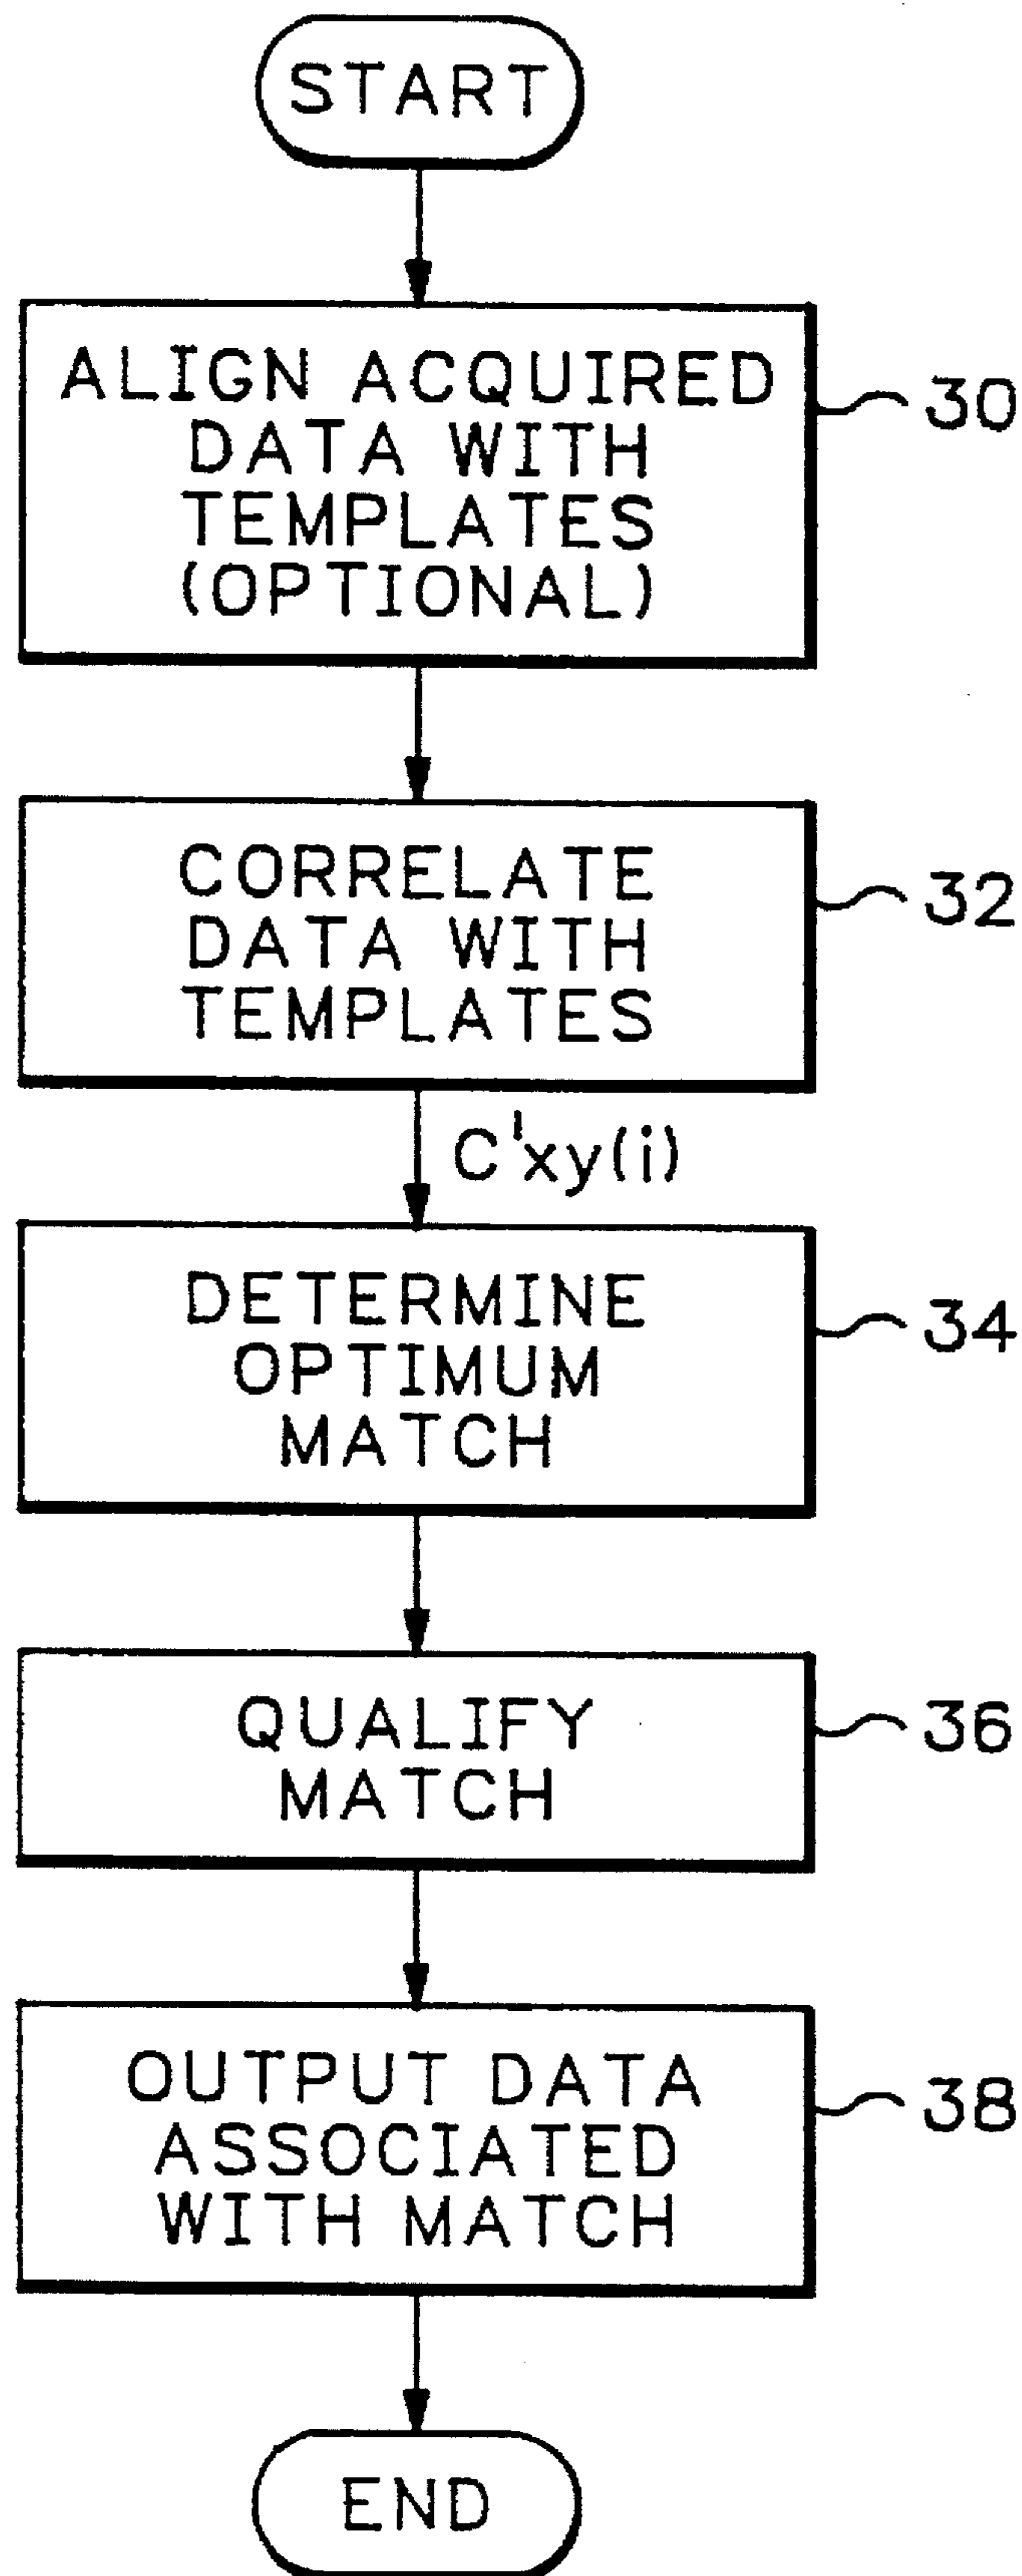 START
ALIGN ACQUIRED
DATA WITH
TEMPLATES
(OPTIONAL)
30
CORRELATE
DATA WITH
TEMPLATES
32
C'xy(i)
DETERMINE
OPTIMUM
MATCH
34
QUALIFY
MATCH
36
OUTPUT DATA
ASSOCIATED
WITH MATCH
38
END